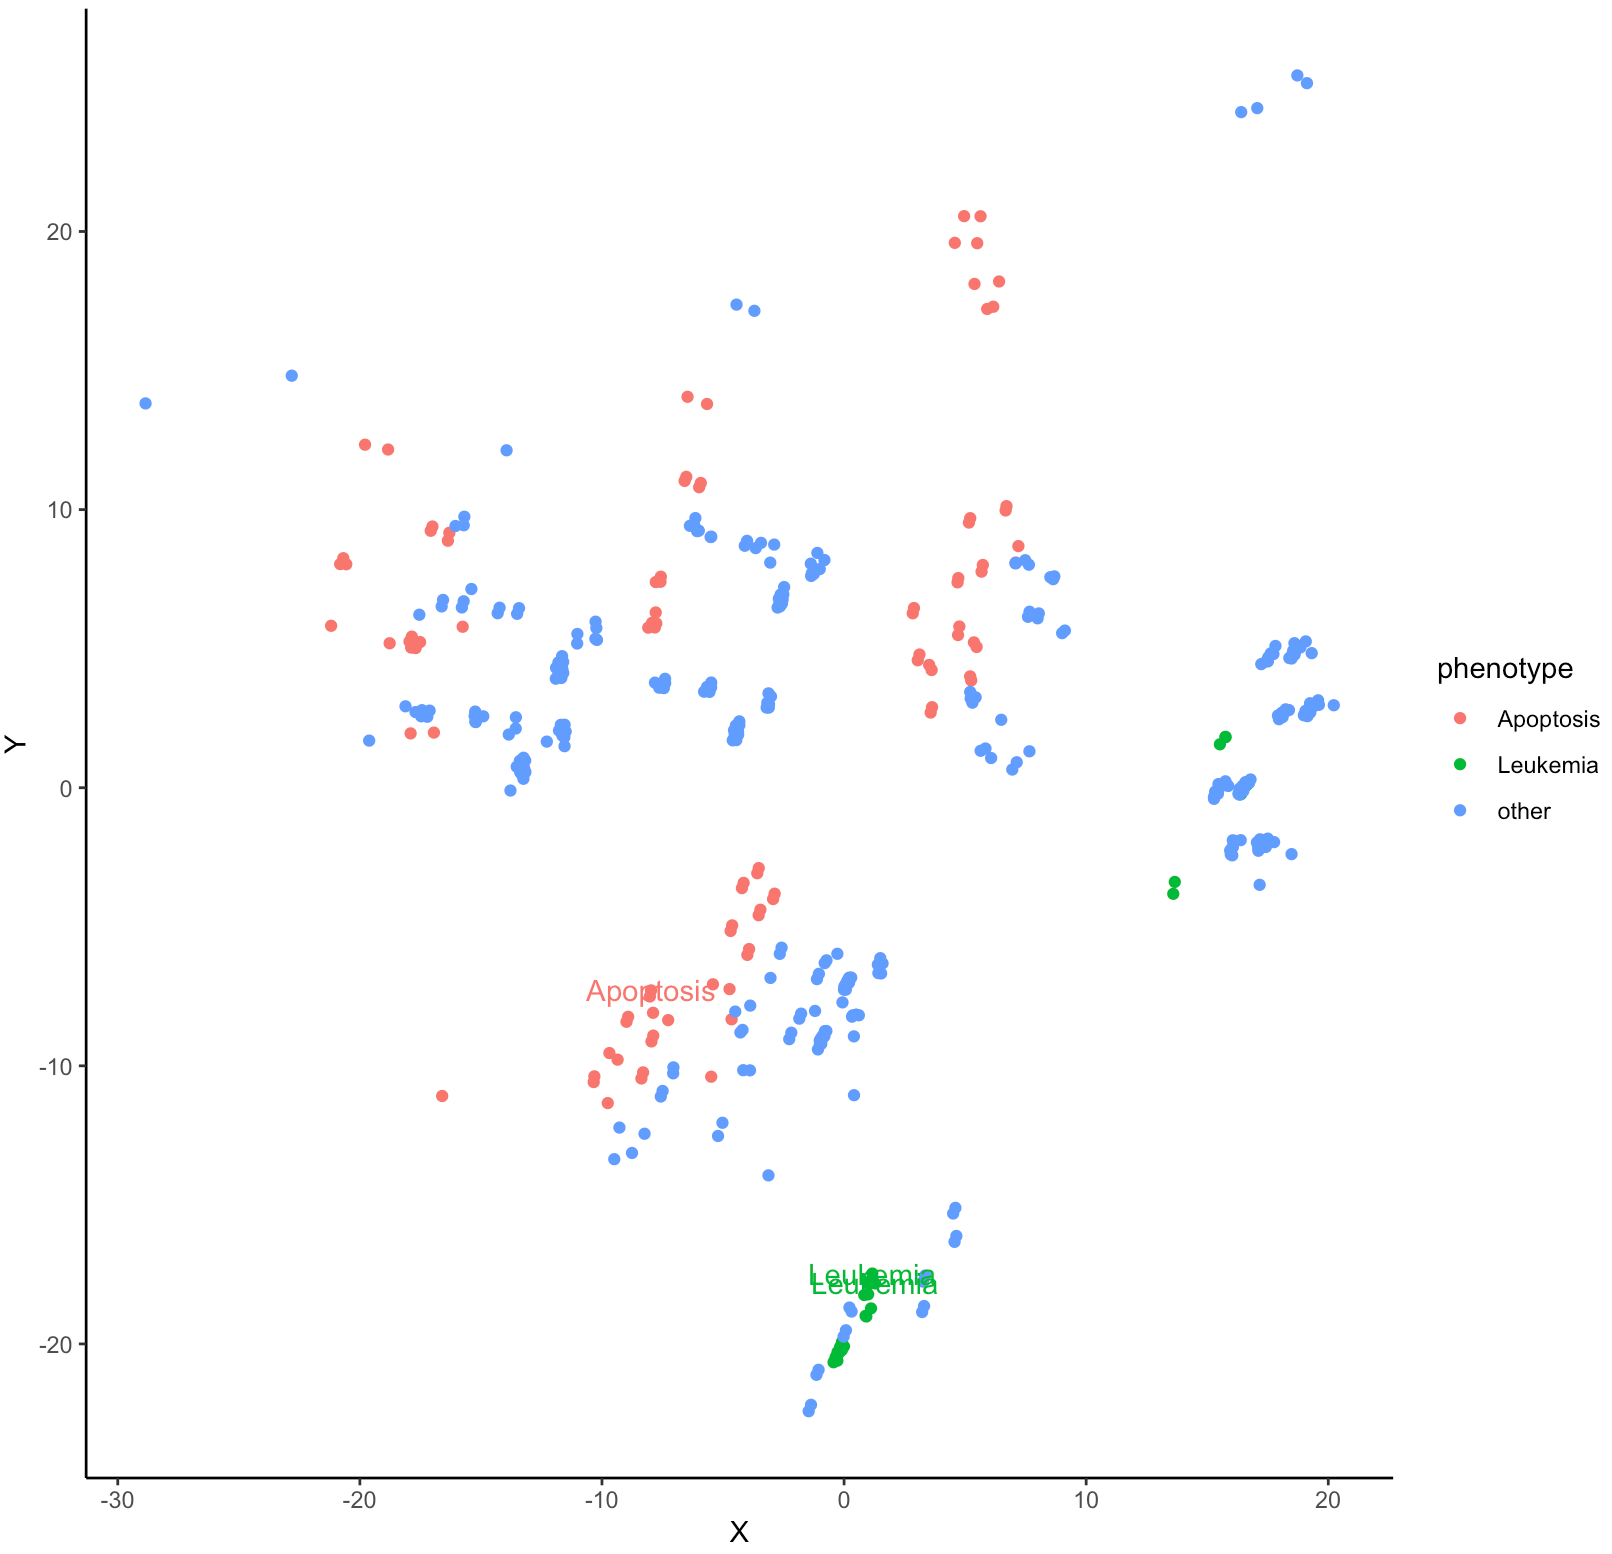 20
10
0
-10
-20
Y
-30
-20
-10
0
10
20
X
Apoptosis
Leukemia
Leukemia
phenotype
Apoptosis
Leukemia
other